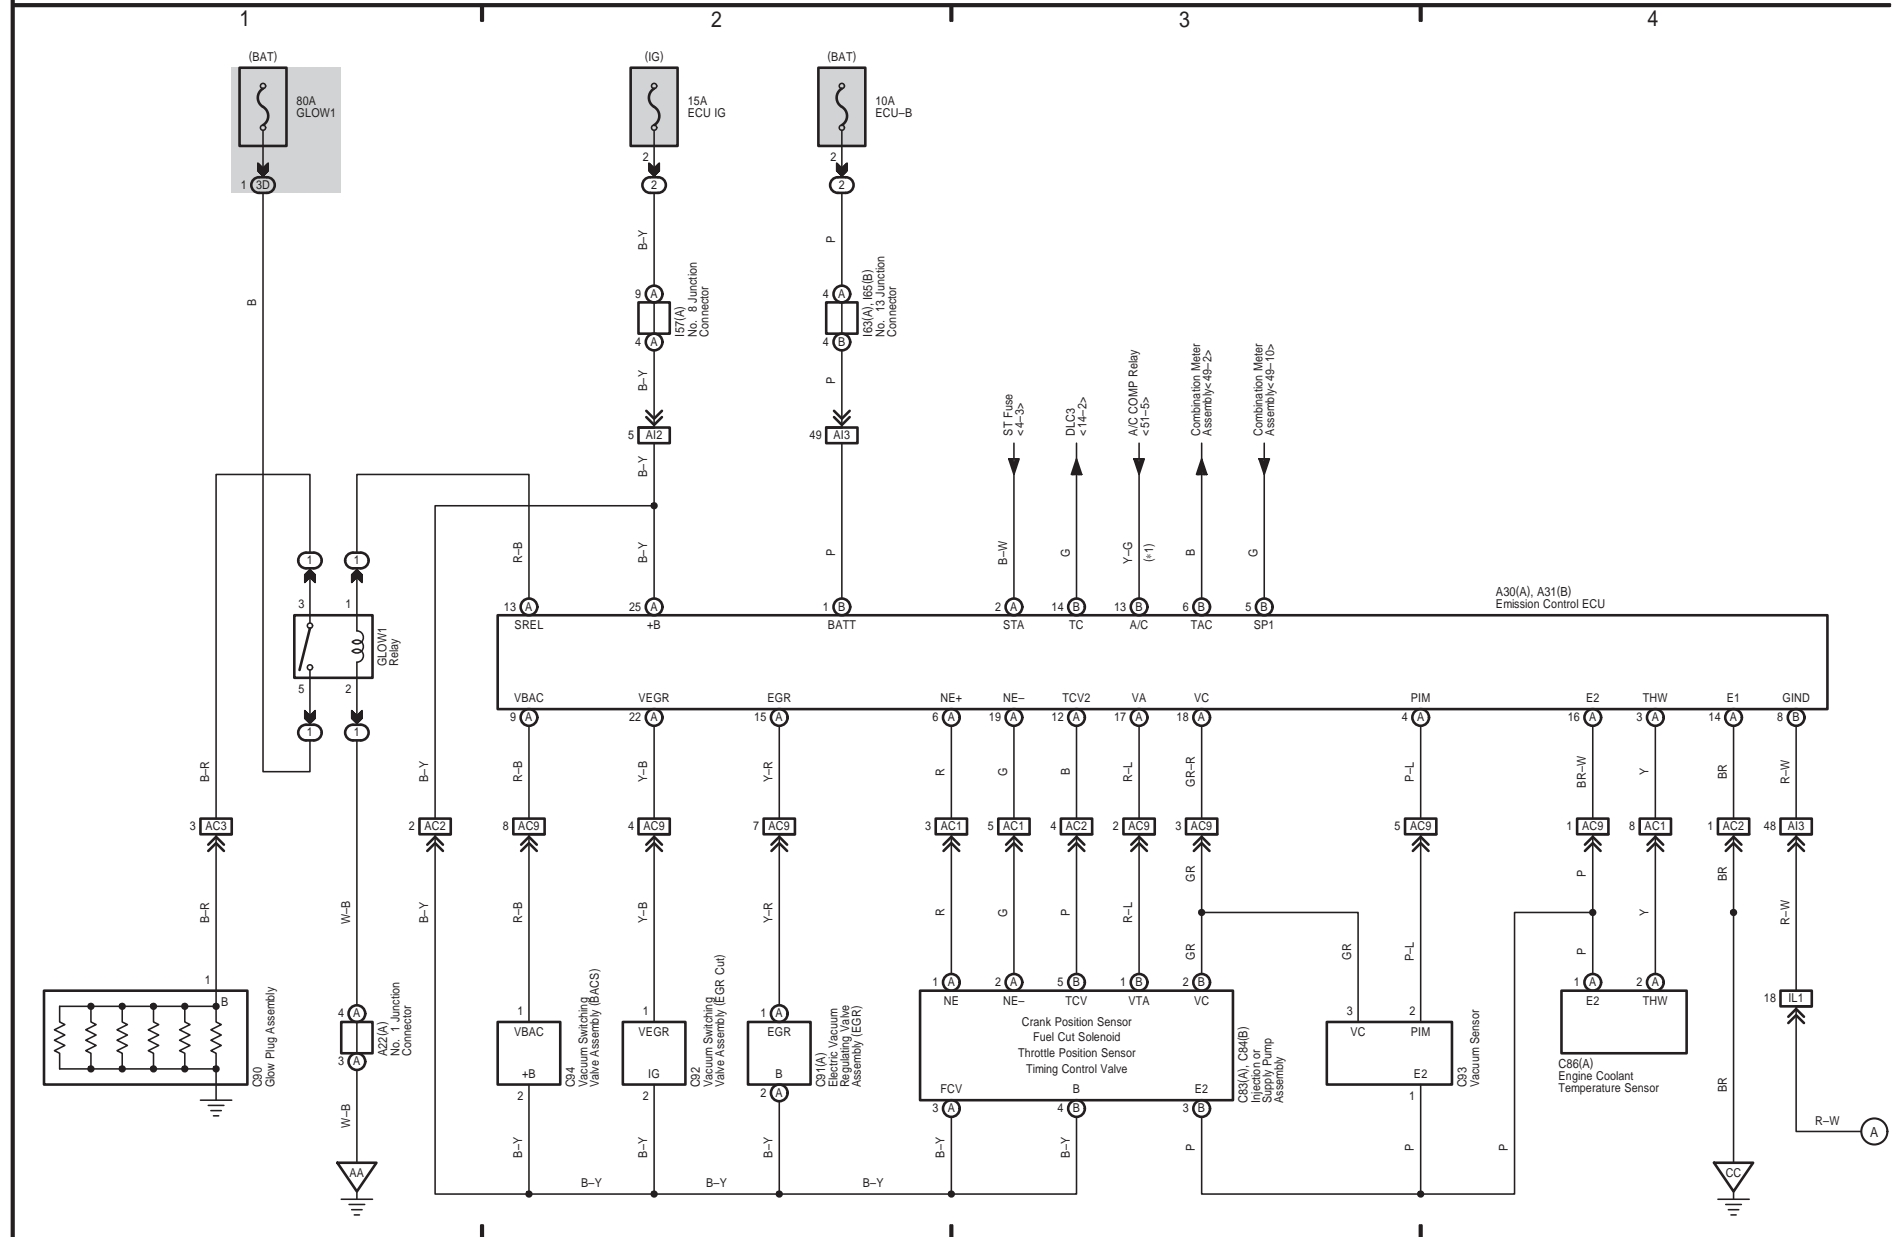 1
2
3
4
(BAT)
(IG)
(BAT)
80A
GLOW1
15A
ECU IG
10A
ECU–B
2
2
1
3D
2
2
B
B–Y
P
9
A
4
A
I57(A)
No. 8 Junction
Connector
4
A
4
B
I63(A), I65(B)
No. 13 Junction
Connector
B–Y
P
5
AI2
49
AI3
ST Fuse
<4–3>
DLC3
<14–2>
A/C COMP Relay
<51–5>
Combination Meter
Assembly<49–2>
Combination Meter
Assembly<49–10>
B–Y
R–B
B–Y
P
B–W
G
Y–G
(*1)
B
G
1
1
3
1
GLOW1
Relay
5
2
1
1
A30(A), A31(B)
Emission Control ECU
13
A
25
A
1
B
2
A
14
B
13
B
6
B
5
B
SREL
+B
BATT
STA
TC
A/C
TAC
SP1
VBAC
VEGR
EGR
NE+
NE–
TCV2
VA
VC
PIM
E2
THW
E1
GIND
9
A
22
A
15
A
6
A
19
A
12
A
17
A
18
A
4
A
16
A
3
A
14
A
8
B
B–R
B–Y
R–B
Y–B
Y–R
R
G
B
R–L
GR–R
P–L
BR–W
Y
BR
R–W
3
AC3
2
AC2
8
AC9
4
AC9
7
AC9
3
AC1
5
AC1
4
AC2
2
AC9
3
AC9
5
AC9
1
AC9
8
AC1
1
AC2
48
AI3
GR
P
BR
B–R
W–B
B–Y
R–B
Y–B
Y–R
R
G
P
R–L
Y
R–W
GR
GR
P–L
P
1
B
C90
Glow Plug Assembly
4
A
3
A
A22(A)
No. 1 Junction
Connector
1
VBAC
+B
2
C94
Vacuum Switching
Valve Assembly (BACS)
1
VEGR
IG
2
C92
Vacuum Switching
Valve Assembly (EGR Cut)
1
A
EGR
B
2
A
C91(A)
Electric Vacuum
Regulating Valve
Assembly (EGR)
1
A
2
A
5
B
1
B
2
B
NE
NE–
TCV
VTA
VC
Crank Position Sensor
Fuel Cut Solenoid
Throttle Position Sensor
Timing Control Valve
FCV
B
E2
3
A
4
B
3
B
C83(A), C84(B)
Injection or
Supply Pump
Assembly
3
2
VC
PIM
E2
1
C93
Vacuum Sensor
1
A
2
A
E2
THW
C86(A)
Engine Coolant
Temperature Sensor
18
IL1
BR
R–W
A
W–B
B–Y
B–Y
B–Y
B–Y
B–Y
P
P
P
AA
CC
B–Y
B–Y
B–Y